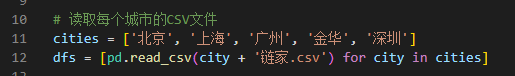 10 # 读取每个城市的CSV文件
11 cities = ['北京', '上海', '广州', '金华', '深圳']
12 dfs = [pd.read_csv(city + '链家.csv') for city in cities]